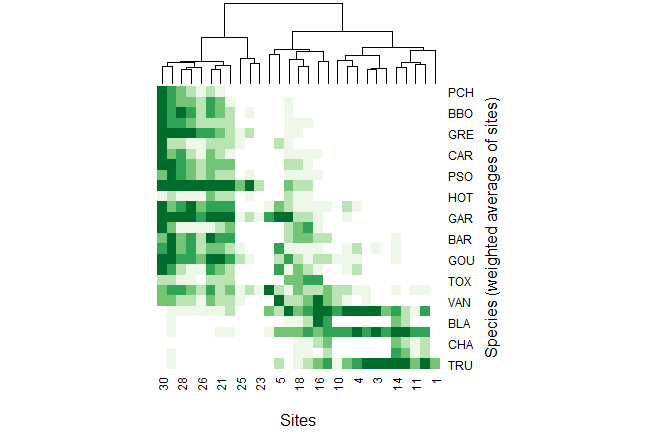 PCH
BBO
GRE
CAR
PSO
HOT
GAR
BAR
GOU
TOX
VAN
BLA
CHA
TRU
Species (weighted averages of sites)
30 28 26 21 25 23 5 18 16 10 4 3 14 11 1
Sites